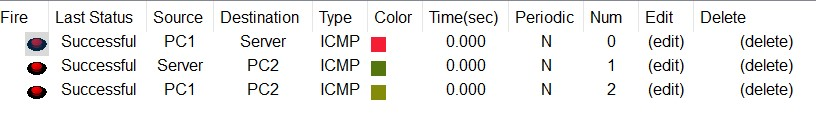 Fire Last Status Source Destination Type Color Time(sec) Periodic Num Edit Delete
Successful PC1 Server ICMP 0.000 N 0 (edit) (delete)
Successful Server PC2 ICMP 0.000 N 1 (edit) (delete)
Successful PC1 PC2 ICMP 0.000 N 2 (edit) (delete)